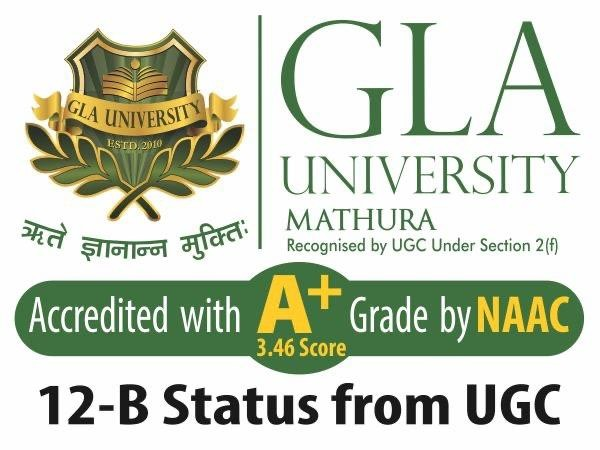 GLA UNIVERSITY
ESTD. 2010
ऋते ज्ञानान्न मुक्तिः
GLA
UNIVERSITY
MATHURA
Recognised by UGC Under Section 2(f)
Accredited with A+ Grade by NAAC
3.46 Score
12-B Status from UGC